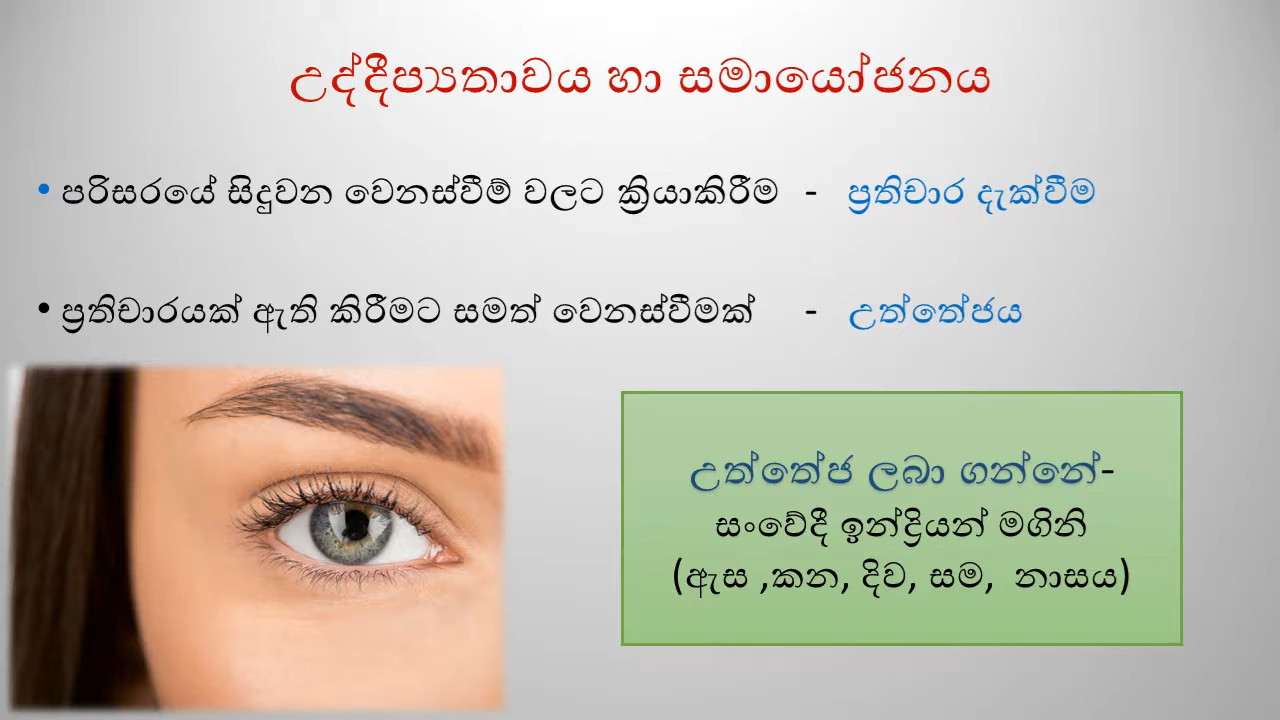 උද්දීප්‍යතාවය හා සමායෝජනය
• පරිසරයේ සිදුවන වෙනස්වීම් වලට ක්‍රියාකිරීම - ප්‍රතිචාර දැක්වීම
• ප්‍රතිචාරයක් ඇති කිරීමට සමත් වෙනස්වීමක් - උත්තේජය
උත්තේජ ලබා ගන්නේ-
සංවේදී ඉන්ද්‍රියන් මගිනි
(ඇස ,කන, දිව, සම, නාසය)